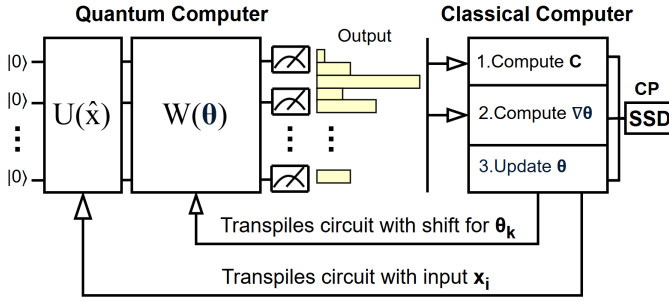 Quantum Computer
Classical Computer
Output
|0⟩
|0⟩
|0⟩
U(x̂)
W(θ)
1.Compute C
2.Compute ∇θ
3.Update θ
CP
SSD
Transpiles circuit with shift for θₖ
Transpiles circuit with input xᵢ